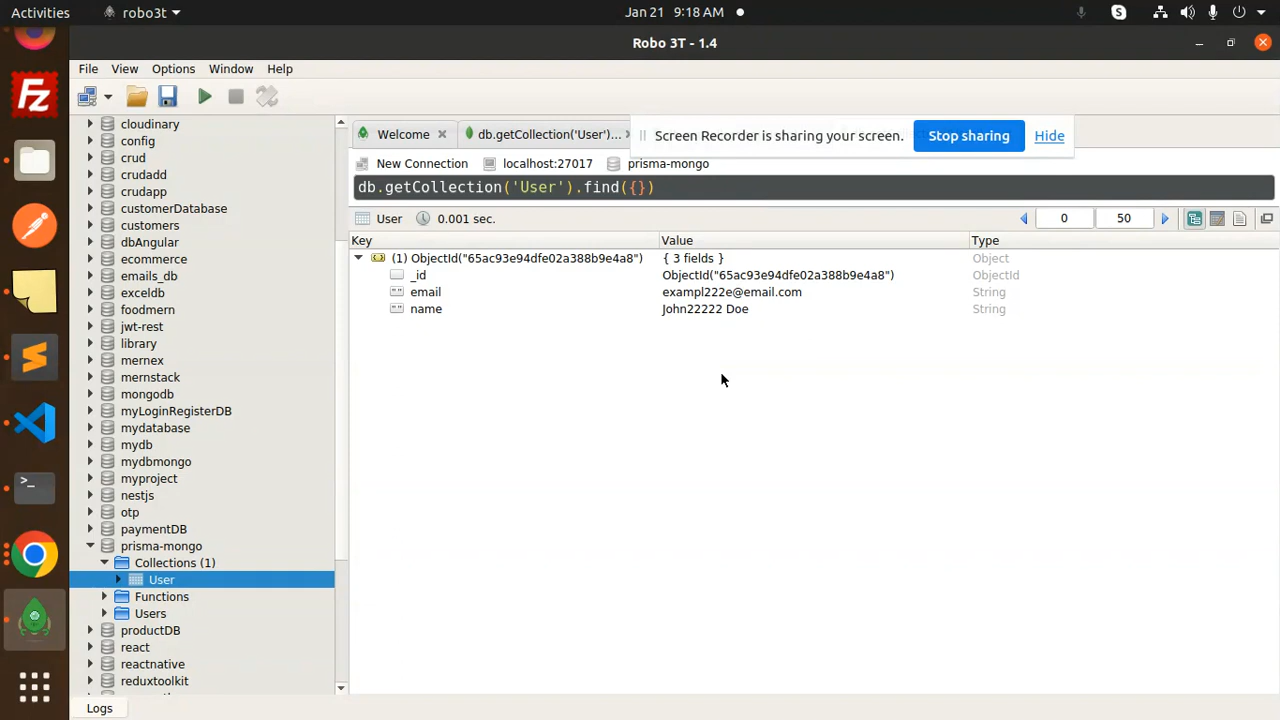 Activities
robo3t
Jan 21 9:18 AM
Robo 3T - 1.4
File View Options Window Help
Welcome
db.getCollection('User')...
Screen Recorder is sharing your screen.
Stop sharing
Hide
New Connection
localhost:27017
prisma-mongo
db.getCollection('User').find({})
User
0.001 sec.
0
50
Key Value Type
(1) ObjectId("65ac93e94dfe02a388b9e4a8") { 3 fields } Object
_id ObjectId("65ac93e94dfe02a388b9e4a8") ObjectId
email exampl222e@email.com String
name John22222 Doe String
cloudinary
config
crud
crudadd
crudapp
customerDatabase
customers
dbAngular
ecommerce
emails_db
exceldb
foodmern
jwt-rest
library
mernex
mernstack
mongodb
myLoginRegisterDB
mydatabase
mydb
mydbmongo
myproject
nestjs
otp
paymentDB
prisma-mongo
Collections (1)
User
Functions
Users
productDB
react
reactnative
reduxtoolkit
Logs